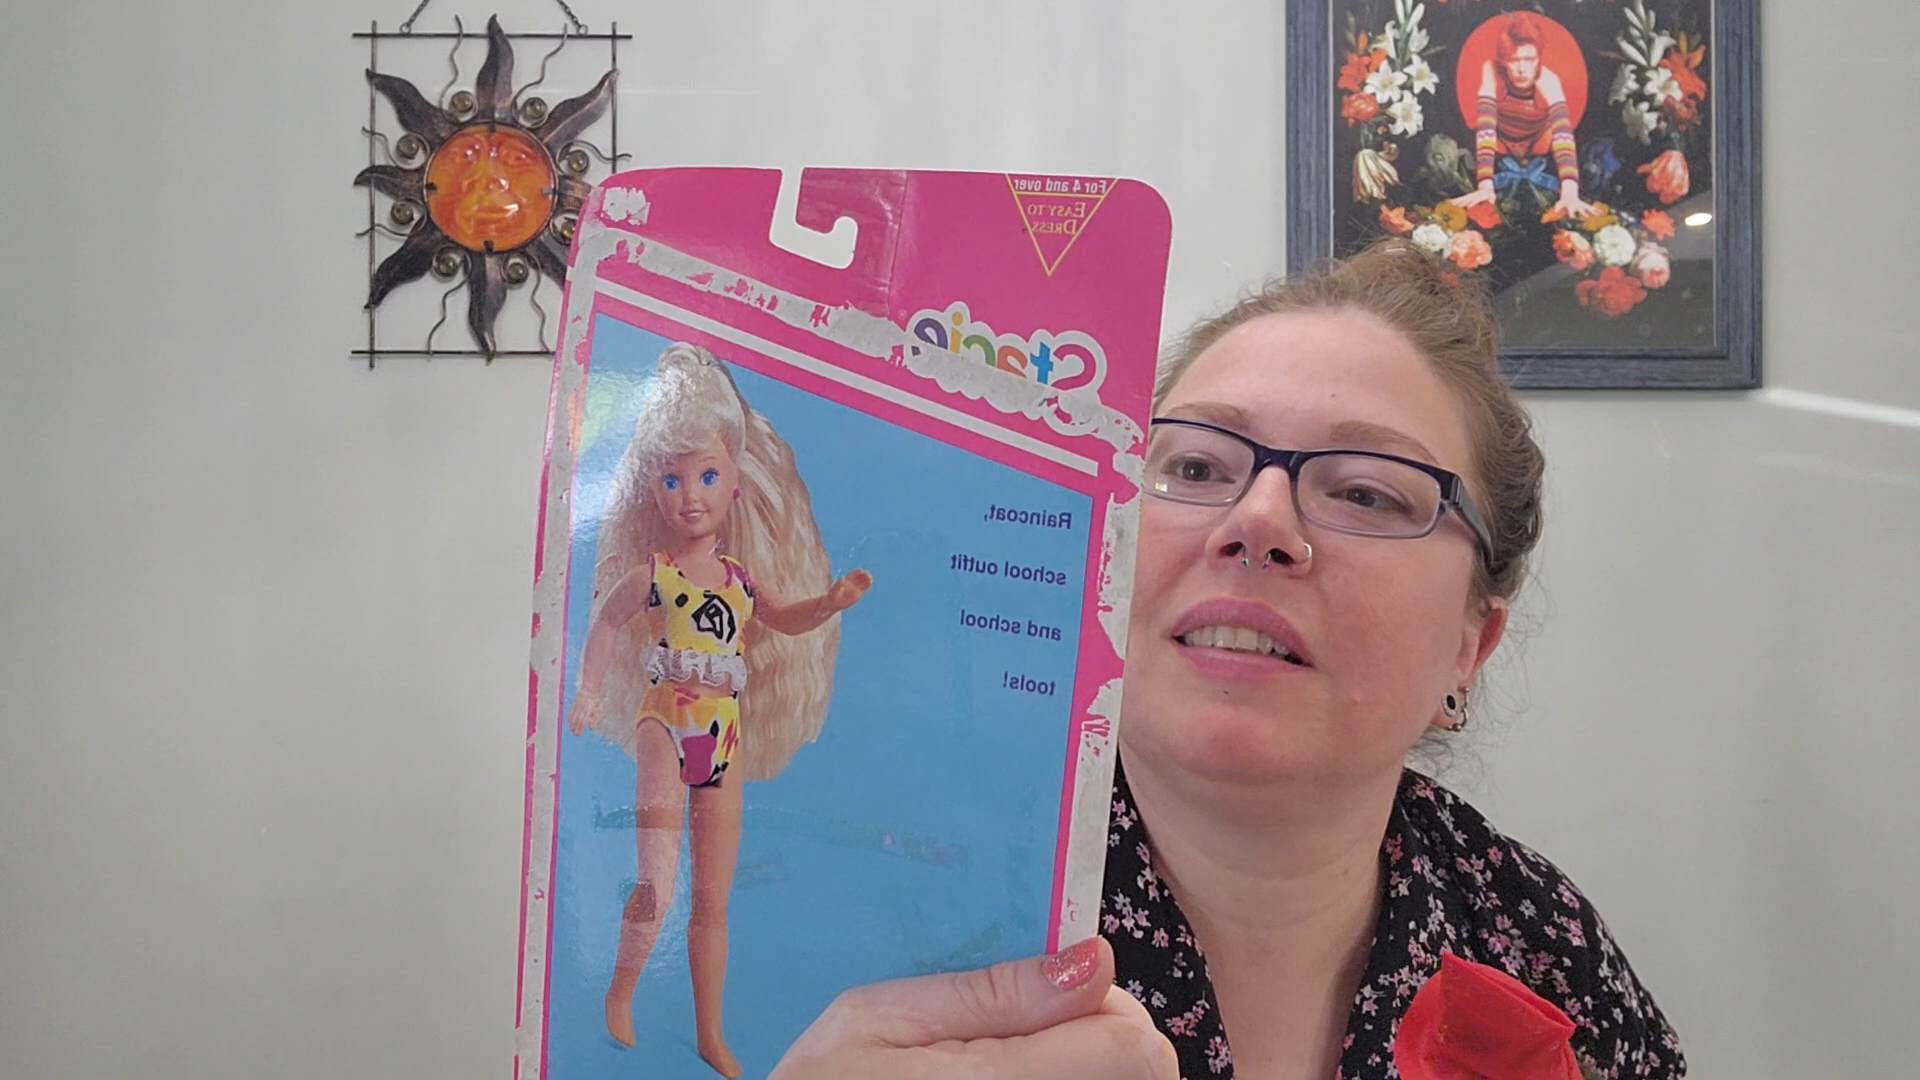 For 4 and over
EASY TO
DRESS
Stacie
Raincoat,
school outfit
and school
tools!